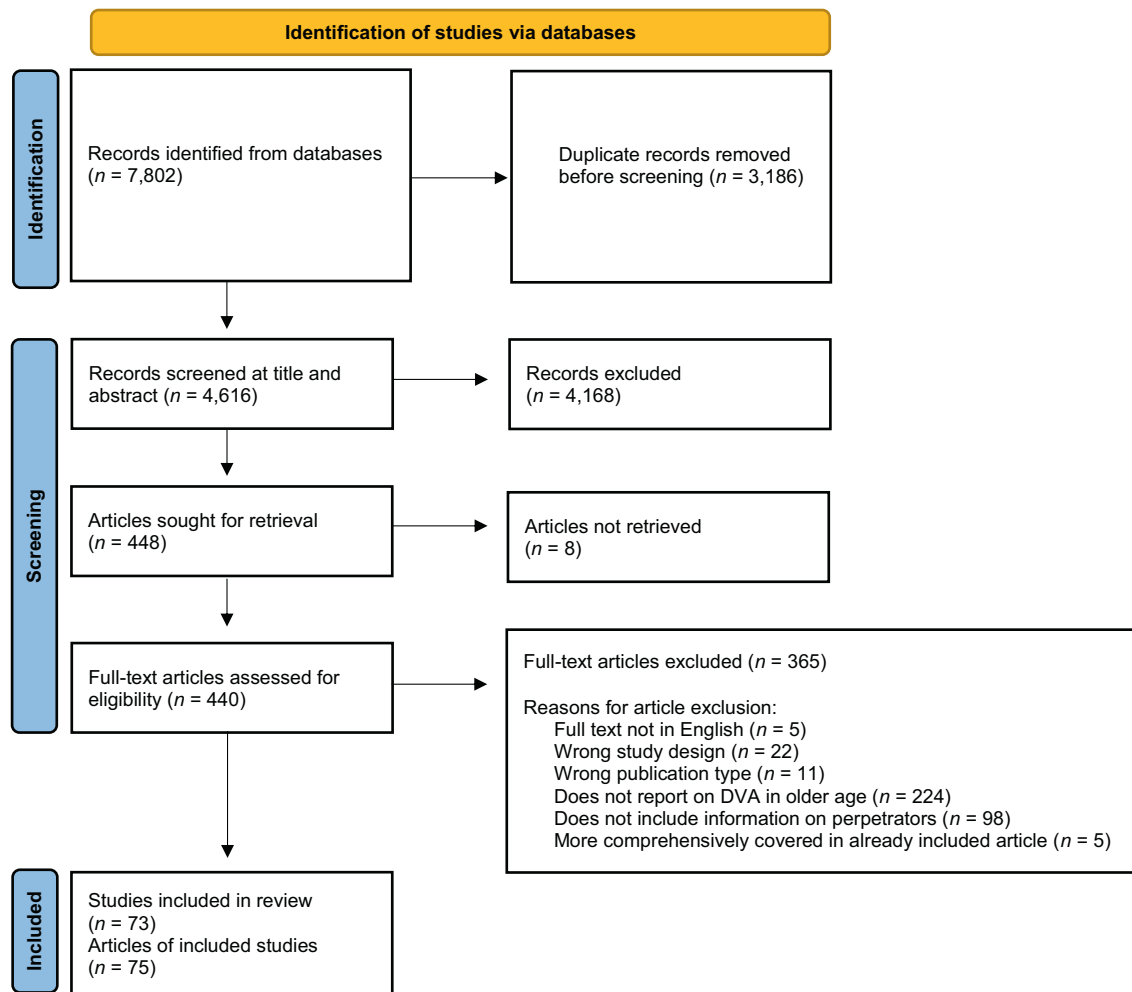 Identification of studies via databases
Identification
Records identified from databases
(n = 7,802)
Duplicate records removed
before screening (n = 3,186)
Screening
Records screened at title and
abstract (n = 4,616)
Records excluded
(n = 4,168)
Articles sought for retrieval
(n = 448)
Articles not retrieved
(n = 8)
Full-text articles assessed for
eligibility (n = 440)
Full-text articles excluded (n = 365)
Reasons for article exclusion:
Full text not in English (n = 5)
Wrong study design (n = 22)
Wrong publication type (n = 11)
Does not report on DVA in older age (n = 224)
Does not include information on perpetrators (n = 98)
More comprehensively covered in already included article (n = 5)
Included
Studies included in review
(n = 73)
Articles of included studies
(n = 75)